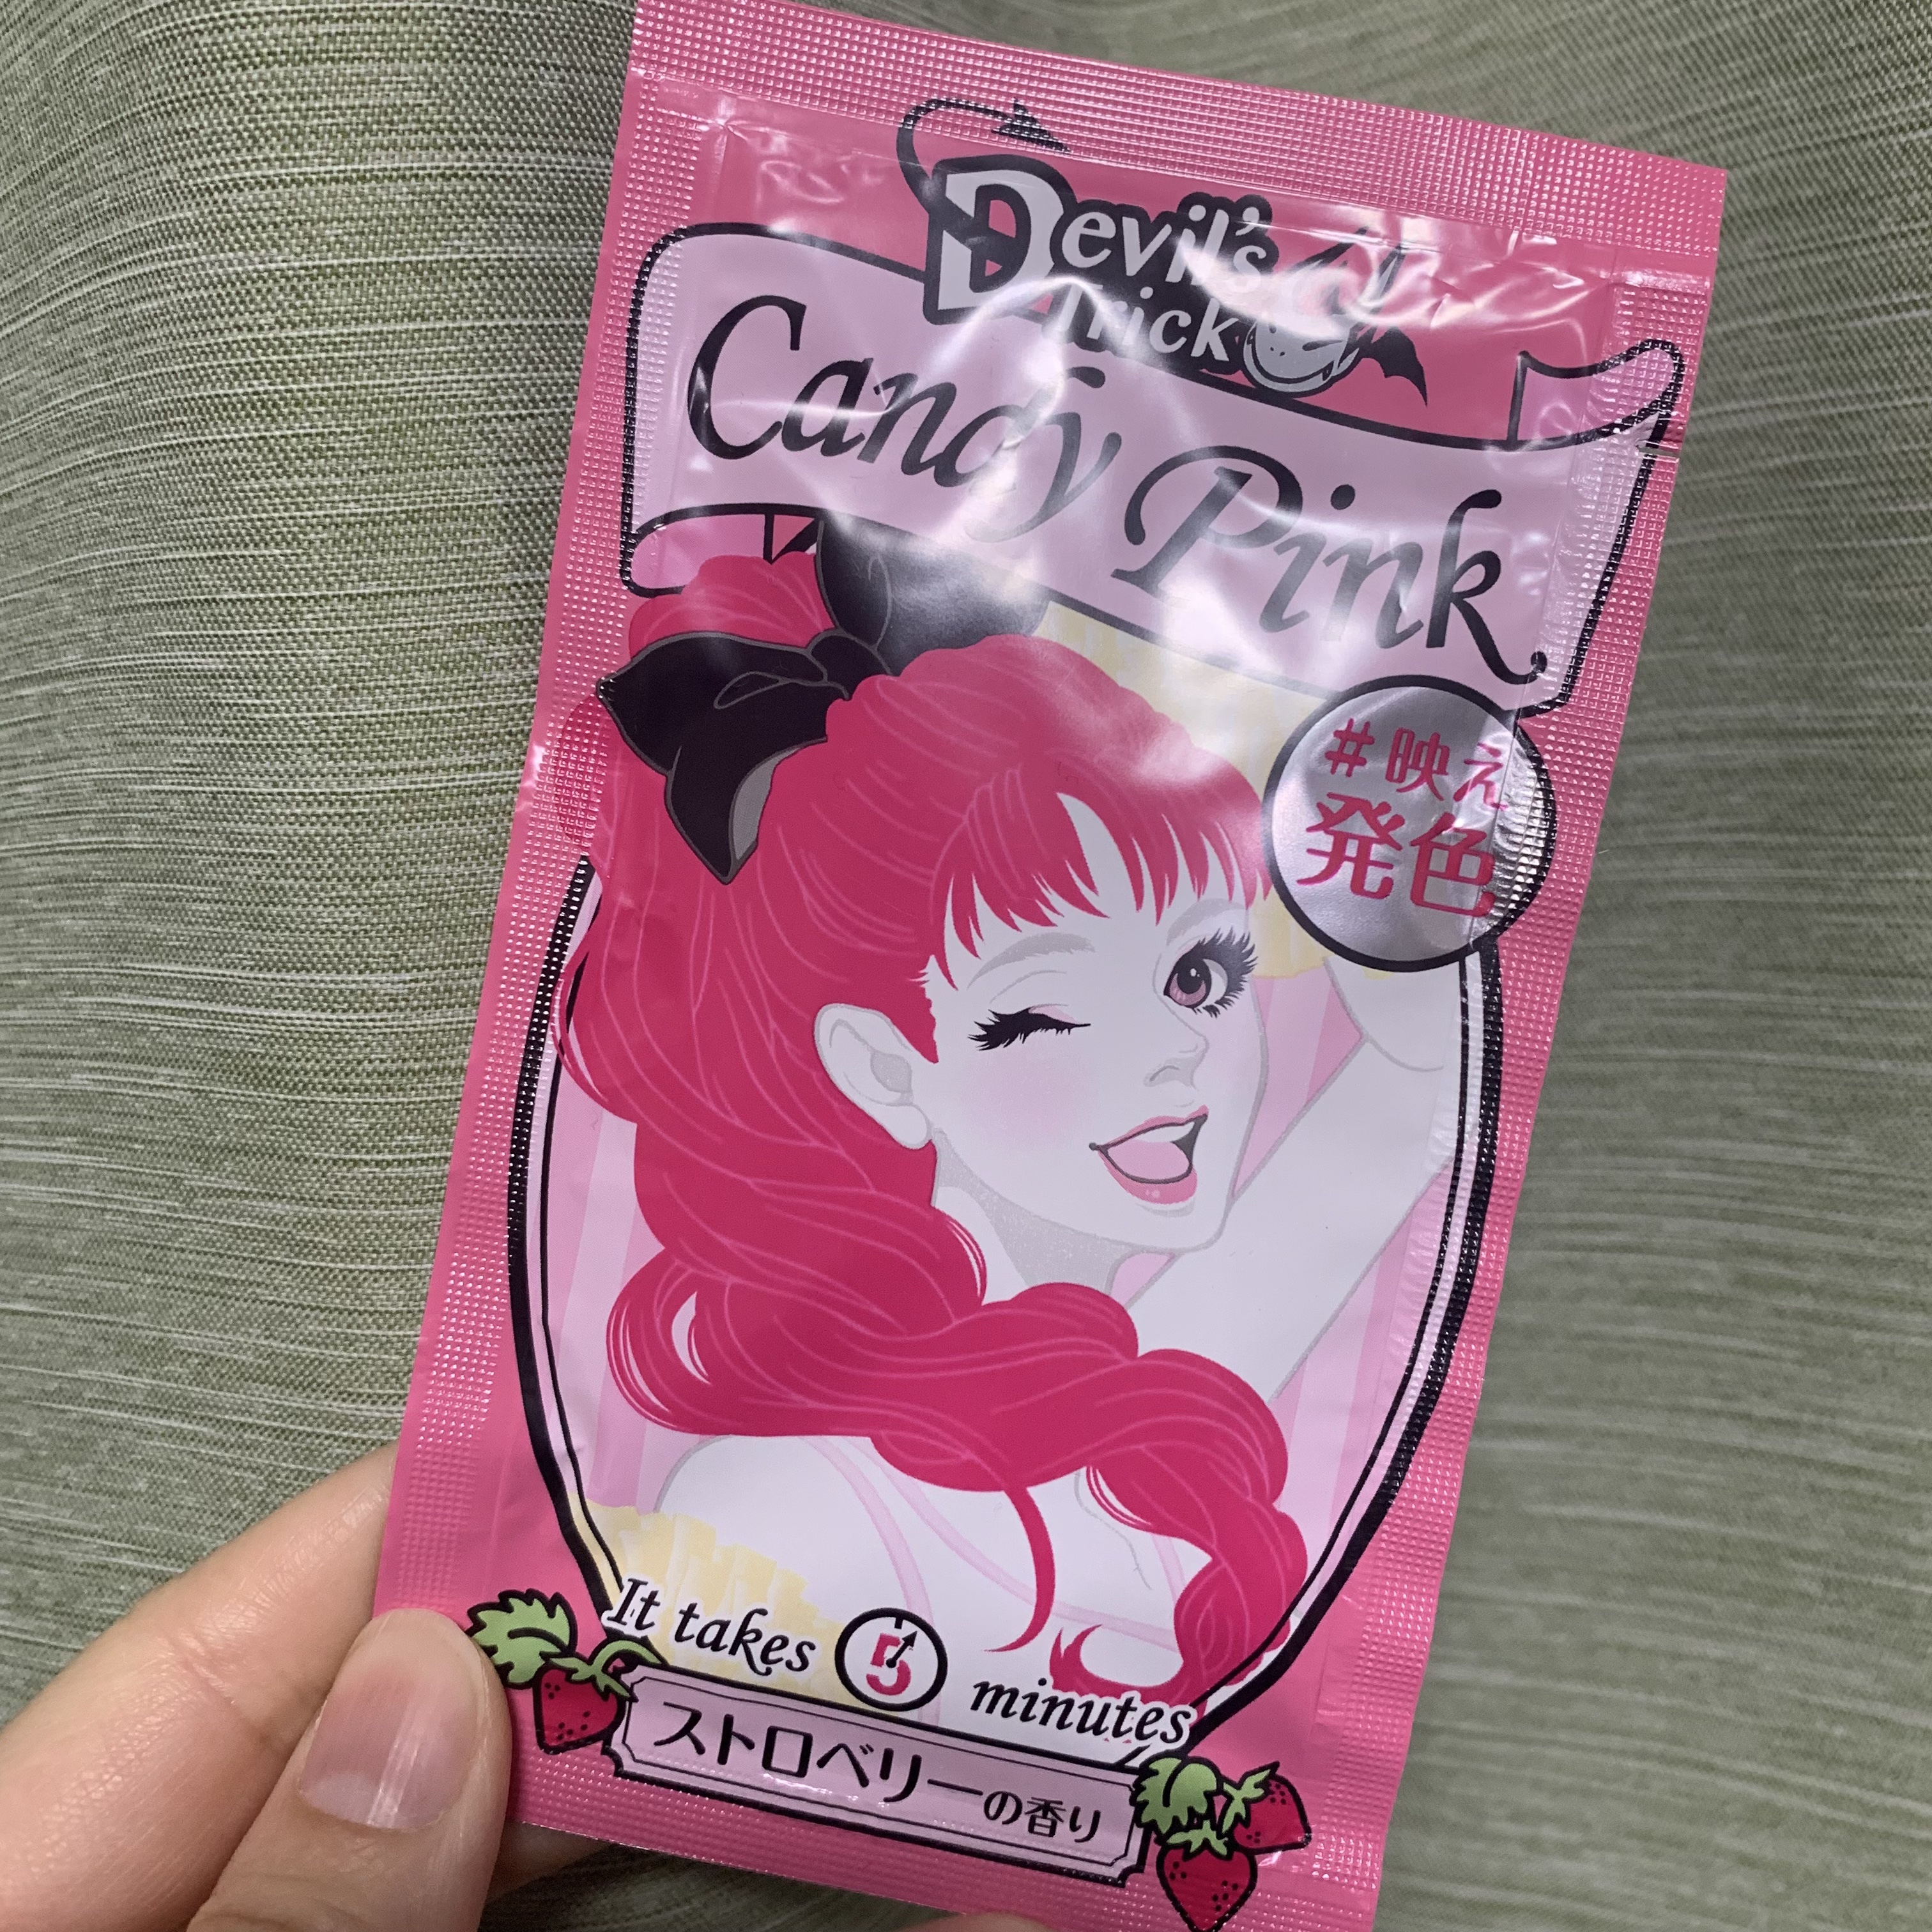 Devil's
Trick
Candy Pink
#映え
発色
It takes 5 minutes
ストロベリーの香り